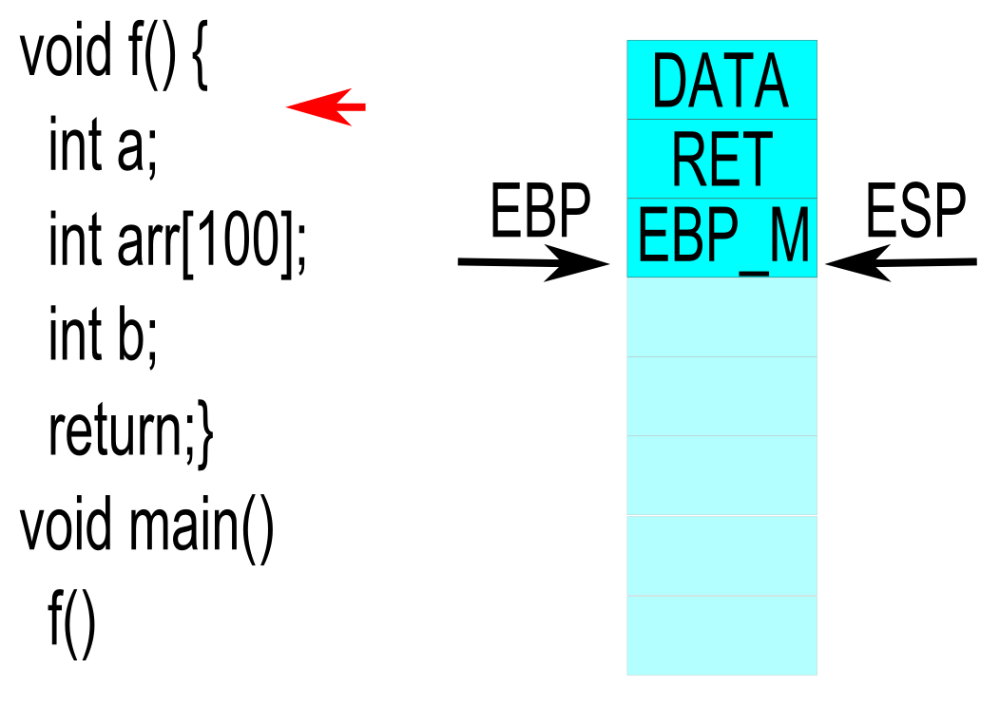 void f() {
int a;
int arr[100];
int b;
return;}
void main()
f()
DATA
RET
EBP
EBP_M
ESP